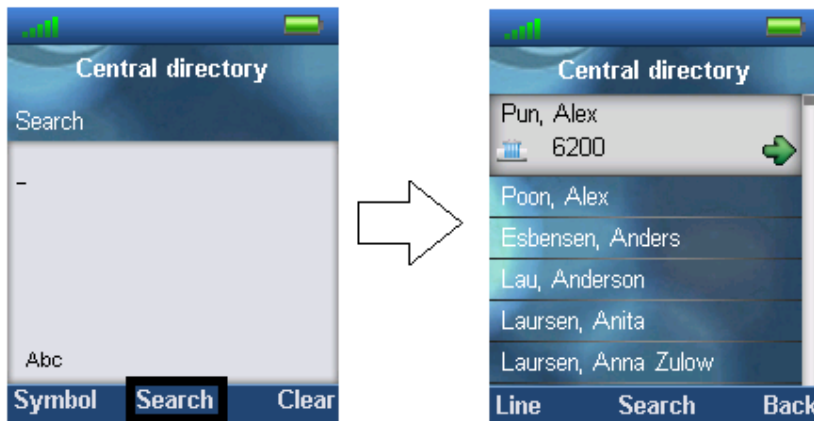 Central directory
Search
_
Abc
Symbol Search Clear
Central directory
Pun, Alex
6200
Poon, Alex
Esbensen, Anders
Lau, Anderson
Laursen, Anita
Laursen, Anna Zulow
Line Search Back